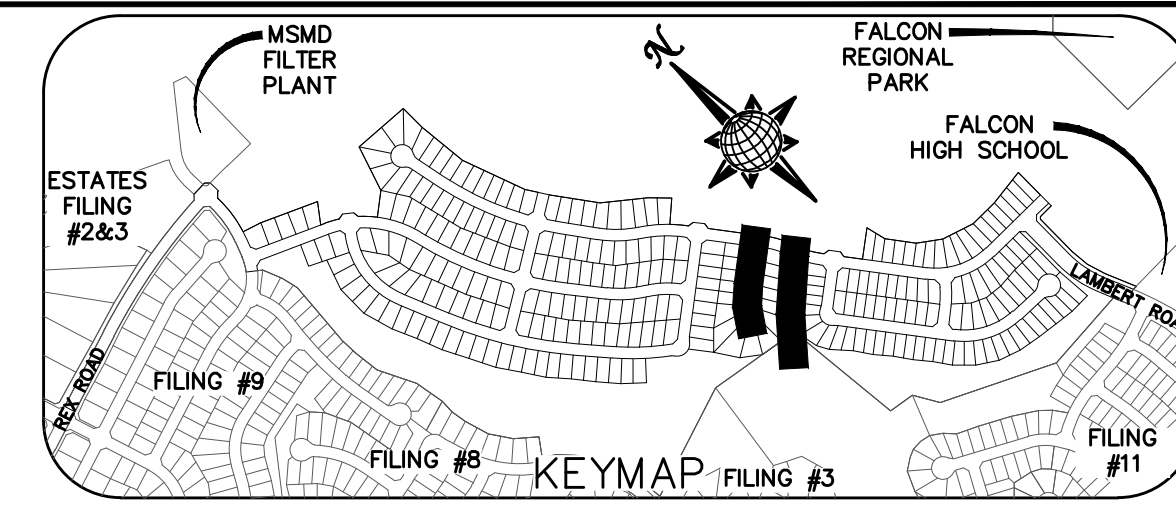 MSMD
FILTER
PLANT
FALCON
REGIONAL
PARK
N
FALCON
HIGH SCHOOL
ESTATES
FILING
#2&3
LAMBERT ROA
REX ROAD
FILING #9
FILING #8
KEYMAP
FILING #3
FILING
#11